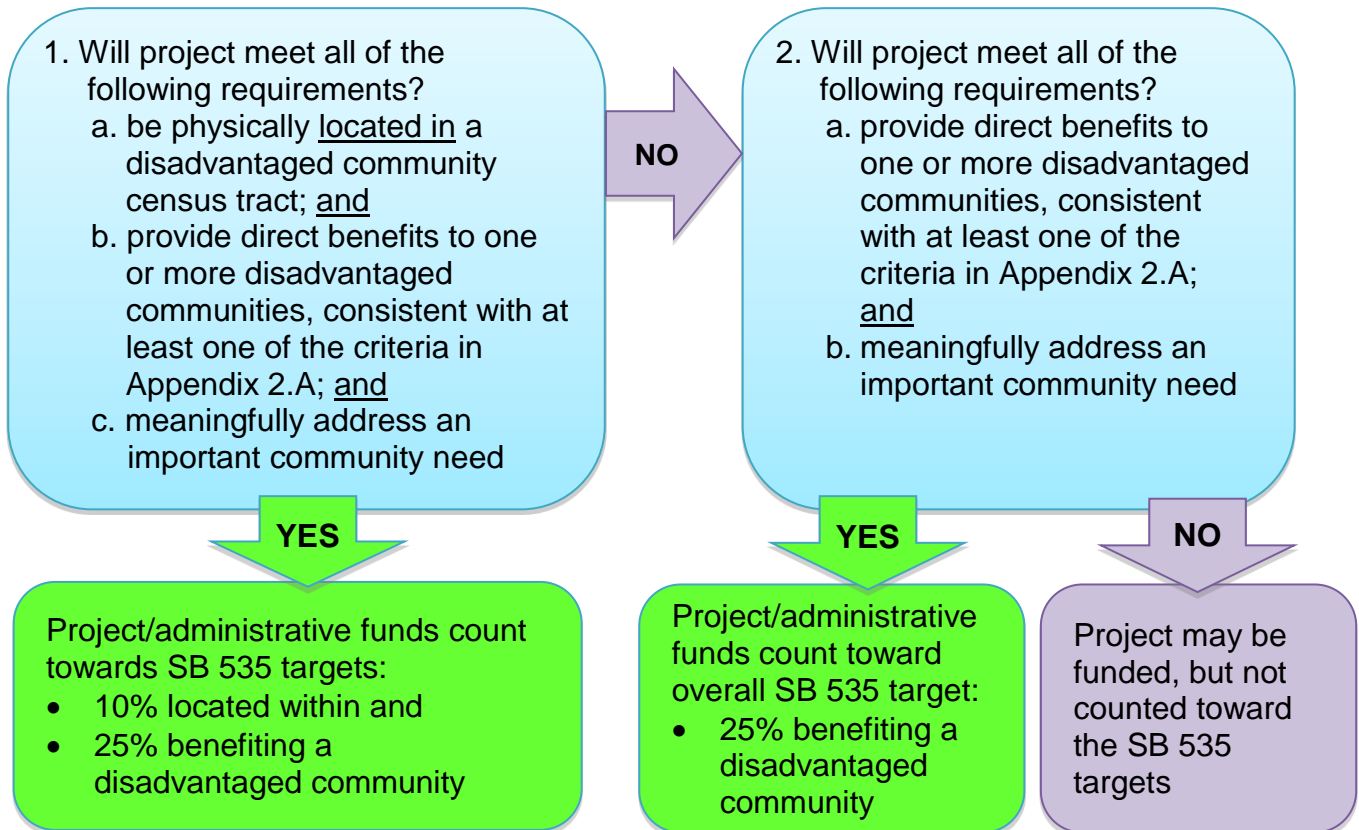 1. Will project meet all of the
following requirements?
a. be physically located in a
disadvantaged community
census tract; and
b. provide direct benefits to one
or more disadvantaged
communities, consistent with at
least one of the criteria in
Appendix 2.A; and
c. meaningfully address an
important community need
NO
2. Will project meet all of the
following requirements?
a. provide direct benefits to
one or more disadvantaged
communities, consistent
with at least one of the
criteria in Appendix 2.A;
and
b. meaningfully address an
important community need
YES
YES
NO
Project/administrative funds count
towards SB 535 targets:
• 10% located within and
• 25% benefiting a
disadvantaged community
Project/administrative
funds count toward
overall SB 535 target:
• 25% benefiting a
disadvantaged
community
Project may be
funded, but not
counted toward
the SB 535
targets